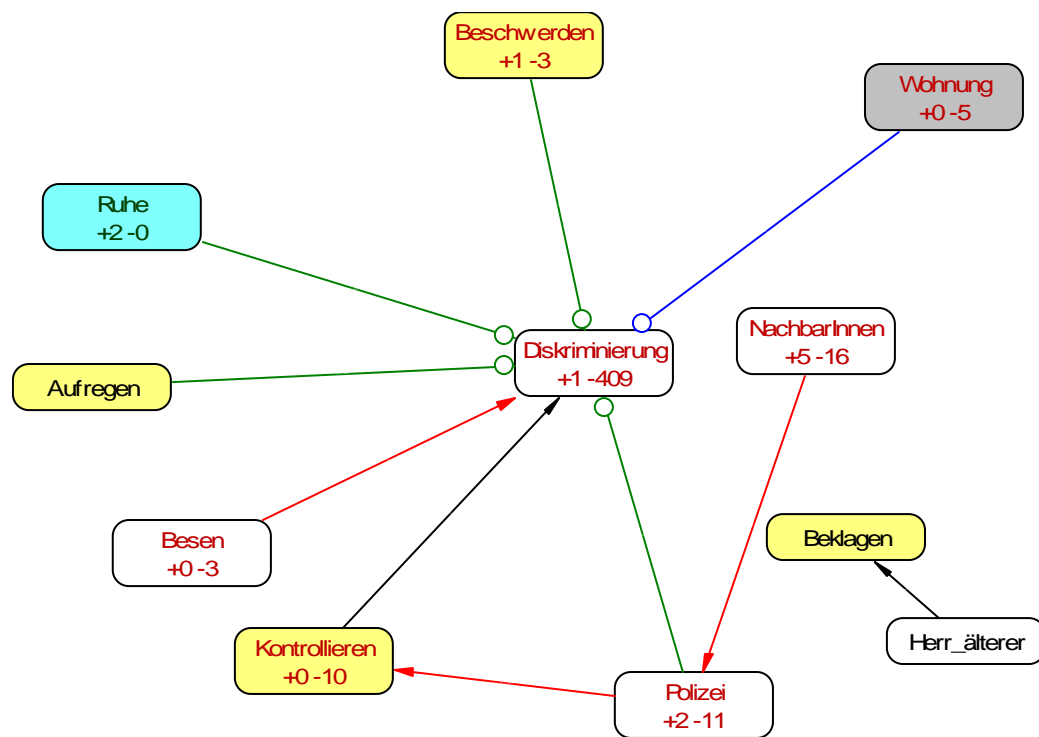 Beschwerden
+1 -3
Wohnung
+0 -5
Ruhe
+2 -0
NachbarInnen
+5 -16
Diskriminierung
+1 -409
Aufregen
Besen
+0 -3
Beklagen
Herr_älterer
Kontrollieren
+0 -10
Polizei
+2 -11